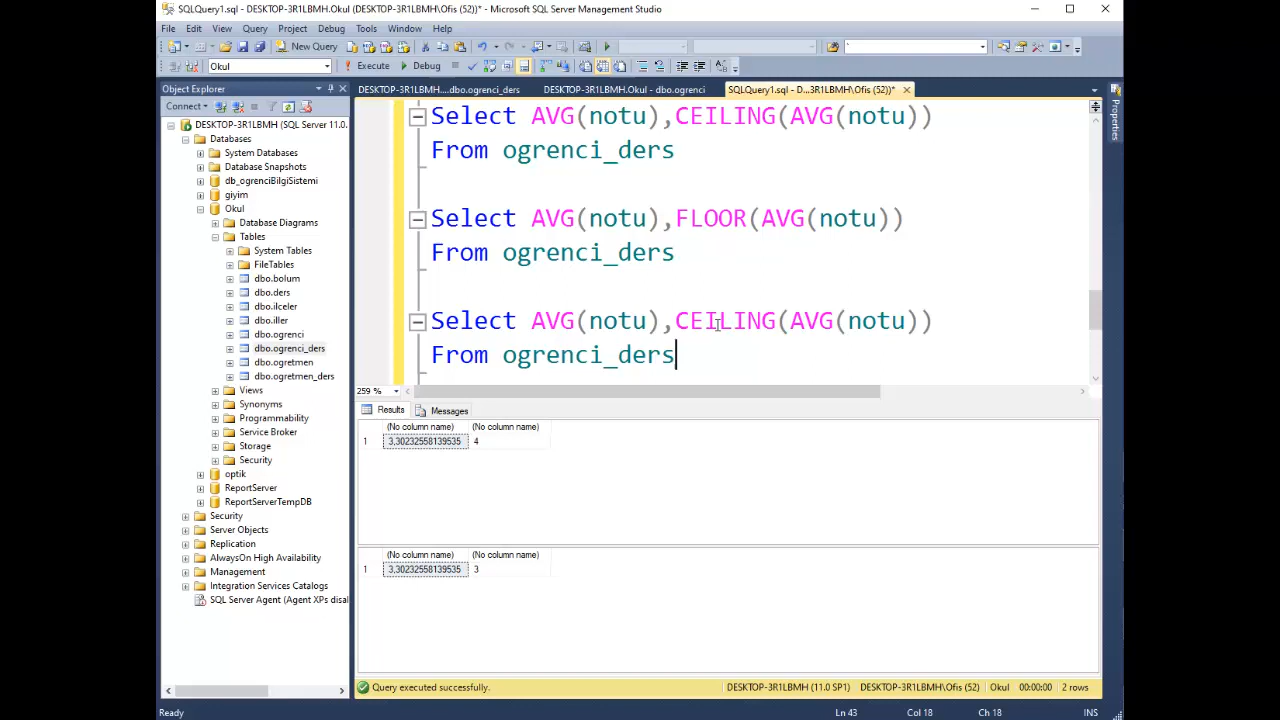 SQLQuery1.sql - DESKTOP-3R1LBMH.Okul (DESKTOP-3R1LBMH\Ofis (52))* - Microsoft SQL Server Management Studio
File Edit View Query Project Debug Tools Window Help
New Query
Okul Execute Debug
Object Explorer
DESKTOP-3R1LBMH....dbo.ogrenci_ders DESKTOP-3R1LBMH.Okul - dbo.ogrenci SQLQuery1.sql - D...3R1LBMH\Ofis (52))*
Connect
DESKTOP-3R1LBMH (SQL Server 11.0.
Databases
System Databases
Database Snapshots
db_ogrenciBilgiSistemi
giyim
Okul
Database Diagrams
Tables
System Tables
FileTables
dbo.bolum
dbo.ders
dbo.ilceler
dbo.iller
dbo.ogrenci
dbo.ogrenci_ders
dbo.ogretmen
dbo.ogretmen_ders
Views
Synonyms
Programmability
Service Broker
Storage
Security
optik
ReportServer
ReportServerTempDB
Security
Server Objects
Replication
AlwaysOn High Availability
Management
Integration Services Catalogs
SQL Server Agent (Agent XPs disal
Properties
Select AVG(notu),CEILING(AVG(notu))
From ogrenci_ders
Select AVG(notu),FLOOR(AVG(notu))
From ogrenci_ders
Select AVG(notu),CEILING(AVG(notu))
From ogrenci_ders
259 %
Results Messages
(No column name) (No column name)
1 3,30232558139535 4
(No column name) (No column name)
1 3,30232558139535 3
Query executed successfully. DESKTOP-3R1LBMH (11.0 SP1) DESKTOP-3R1LBMH\Ofis (52) Okul 00:00:00 2 rows
Ready Ln 43 Col 18 Ch 18 INS